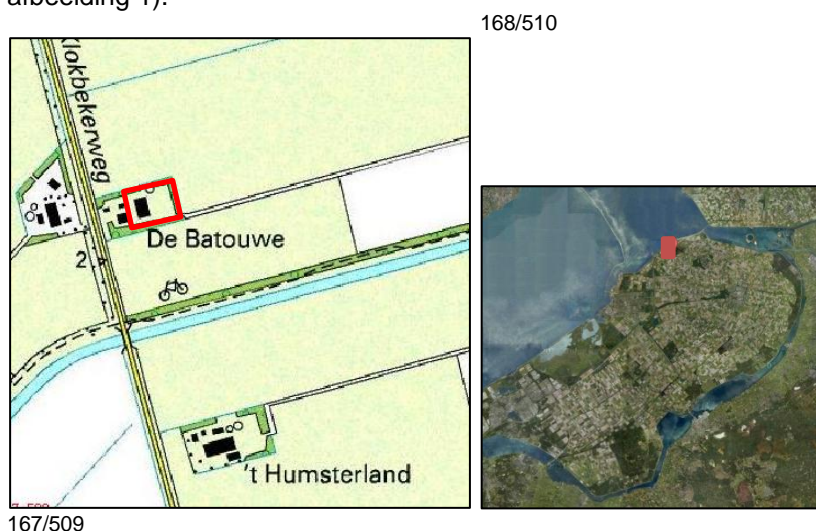 afbeelding 1).
168/510
Klokbekerweg
De Batouwe
2
't Humsterland
167/509